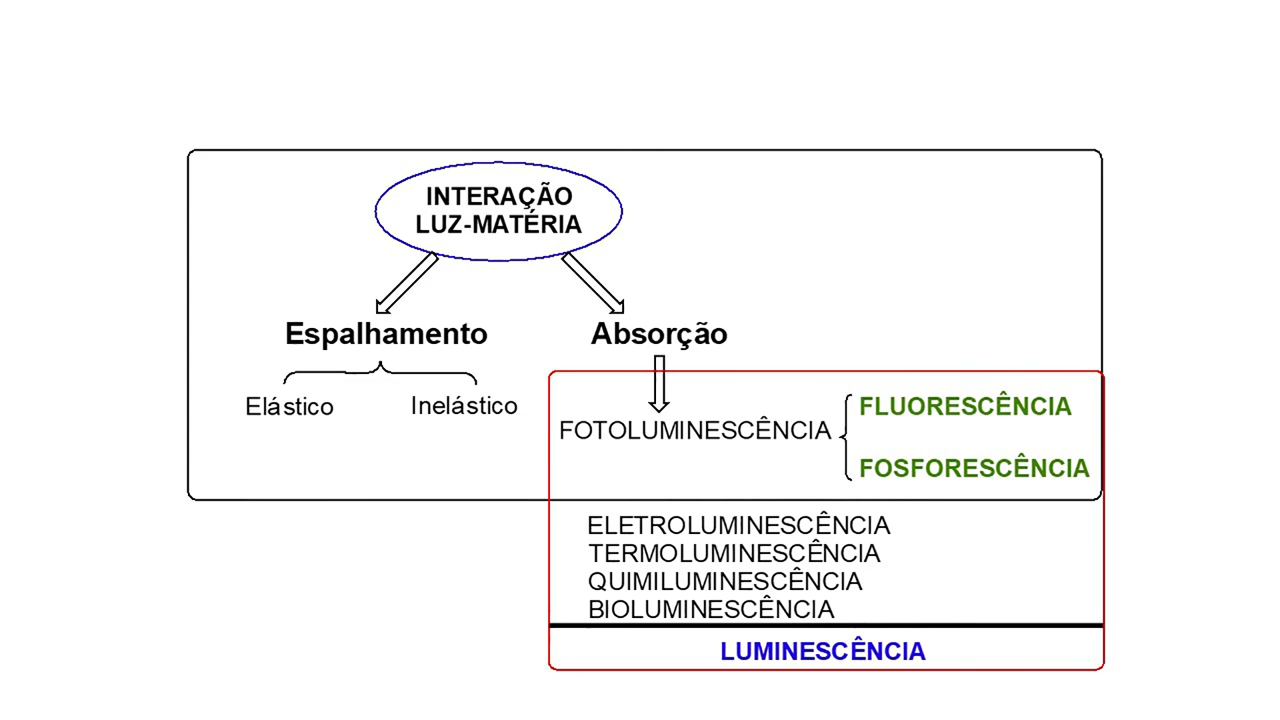 INTERAÇÃO
LUZ-MATÉRIA
Espalhamento
Absorção
Elástico
Inelástico
FOTOLUMINESCÊNCIA
FLUORESCÊNCIA
FOSFORESCÊNCIA
ELETROLUMINESCÊNCIA
TERMOLUMINESCÊNCIA
QUIMILUMINESCÊNCIA
BIOLUMINESCÊNCIA
LUMINESCÊNCIA